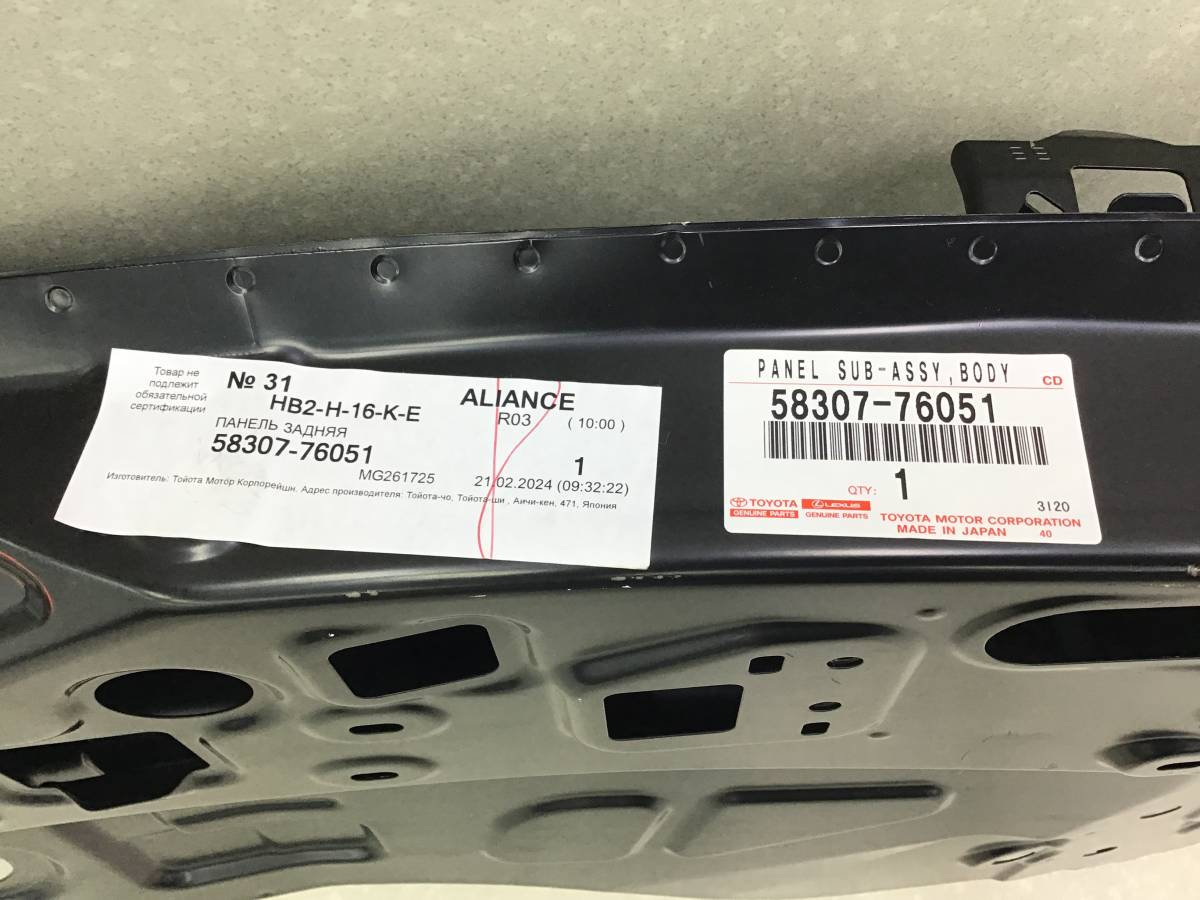 Товар не
подлежит
обязательной
сертификации
№ 31
HB2-H-16-K-E
ПАНЕЛЬ ЗАДНЯЯ
58307-76051
MG261725
ALIANCE
R03 ( 10:00 )
1
21.02.2024 (09:32:22)
Изготовитель: Тойота Мотор Корпорейшн. Адрес производителя: Тойота-чо, Тойота-ши , Аичи-кен, 471, Япония
PANEL SUB-ASSY,BODY
CD
58307-76051
QTY: 1
3120
TOYOTA
GENUINE PARTS
LEXUS
GENUINE PARTS
TOYOTA MOTOR CORPORATION
MADE IN JAPAN 40